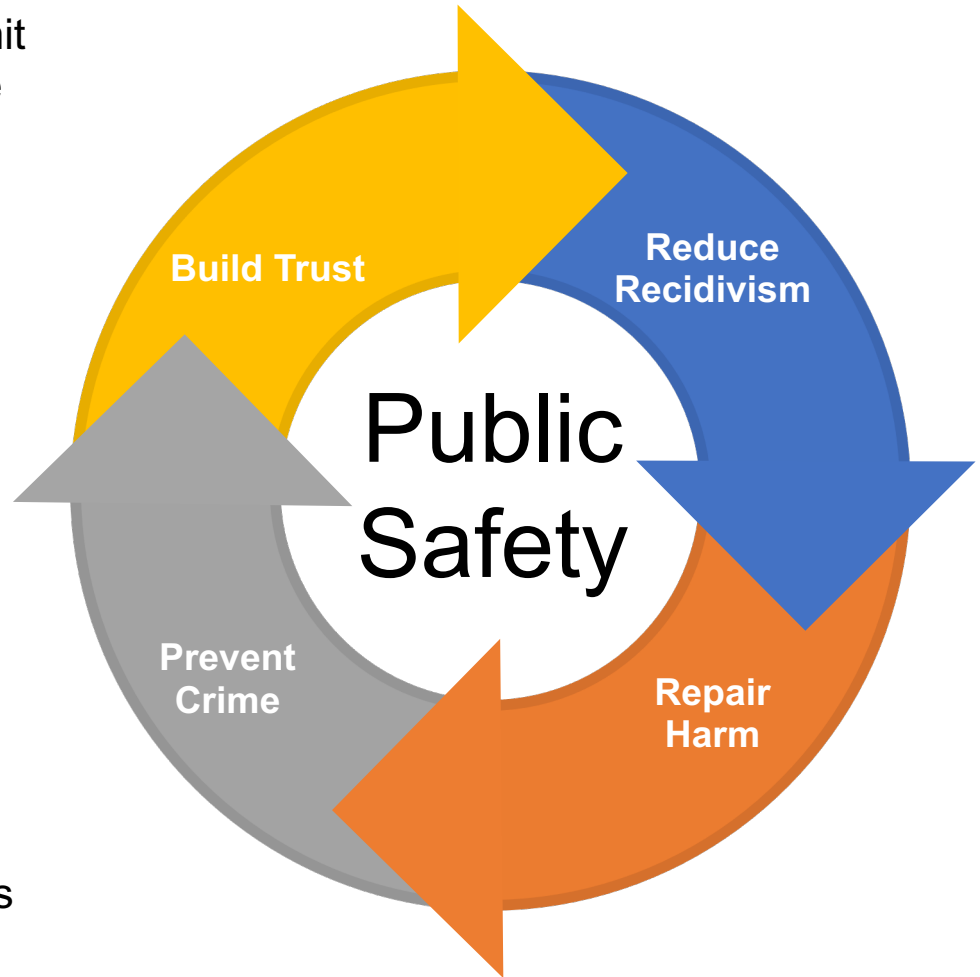 Build Trust
Reduce
Recidivism
Public
Safety
Prevent
Crime
Repair
Harm